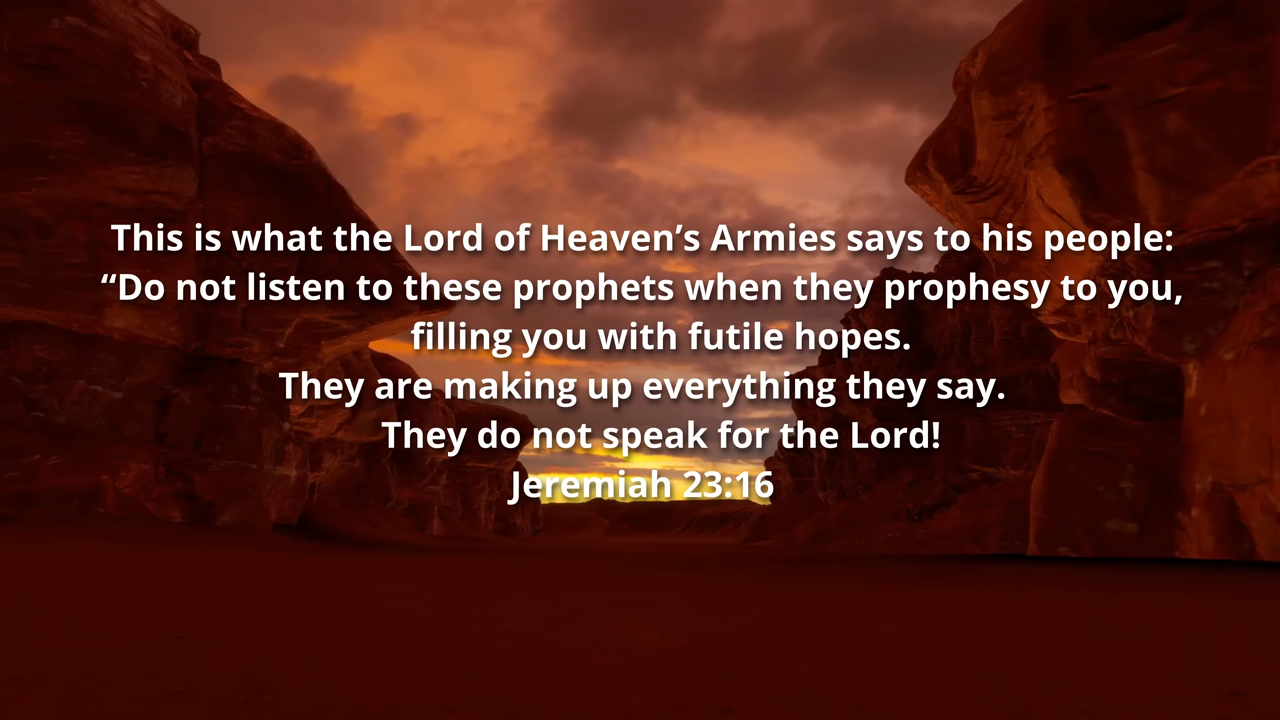 This is what the Lord of Heaven’s Armies says to his people:
“Do not listen to these prophets when they prophesy to you,
filling you with futile hopes.
They are making up everything they say.
They do not speak for the Lord!
Jeremiah 23:16